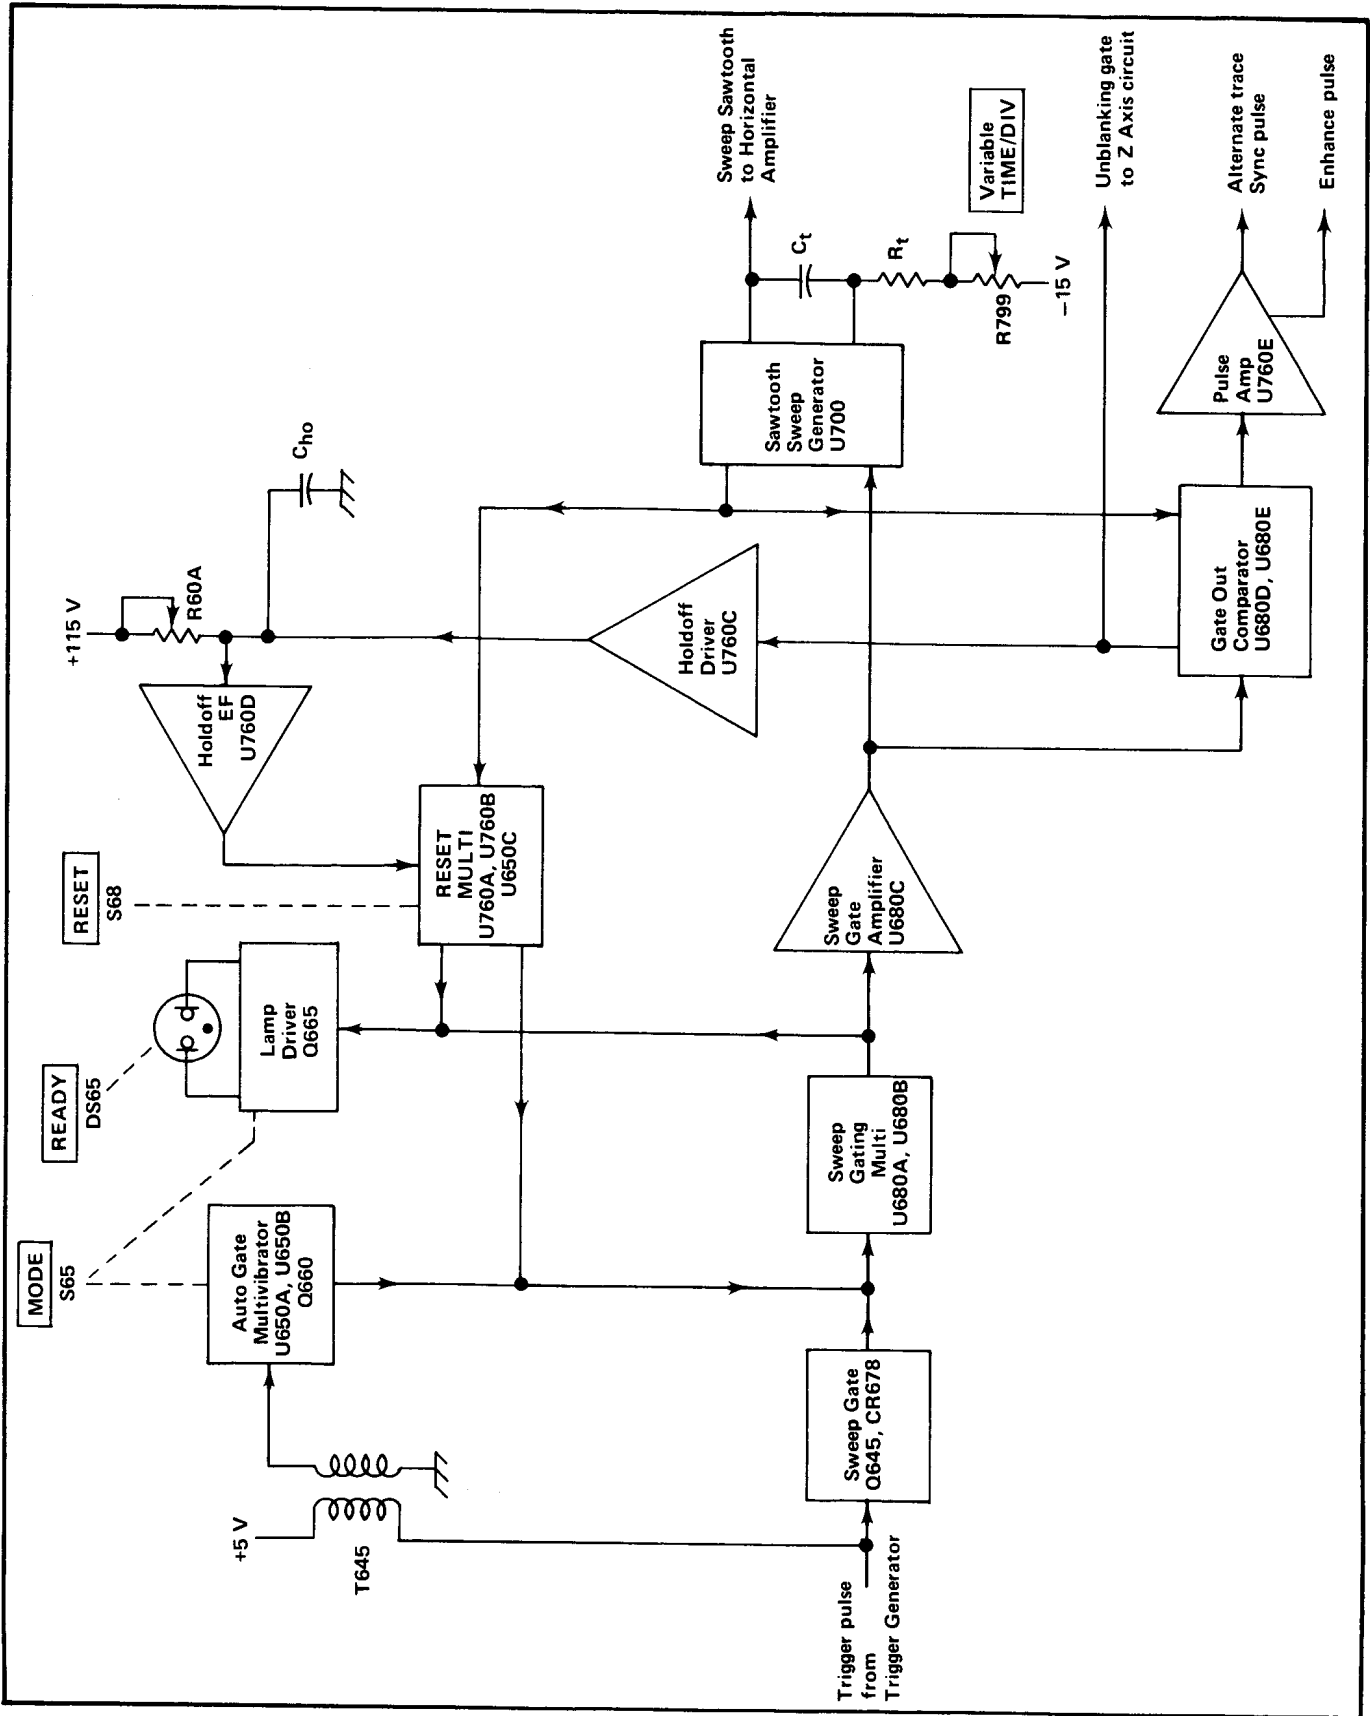 MODE
S65
READY
DS65
RESET
S68
+115 V
R60A
Cho
Holdoff
EF
U760D
Lamp
Driver
Q665
Auto Gate
Multivibrator
U650A, U650B
Q660
+5 V
T645
RESET
MULTI
U760A, U760B
U650C
Holdoff
Driver
U760C
Sweep Sawtooth
to Horizontal
Amplifier
Ct
Rt
R799
−15 V
Variable
TIME/DIV
Sawtooth
Sweep
Generator
U700
Trigger pulse
from
Trigger Generator
Sweep Gate
Q645, CR678
Sweep
Gating
Multi
U680A, U680B
Sweep
Gate
Amplifier
U680C
Unblanking gate
to Z Axis circuit
Gate Out
Comparator
U680D, U680E
Pulse
Amp
U760E
Alternate trace
Sync pulse
Enhance pulse